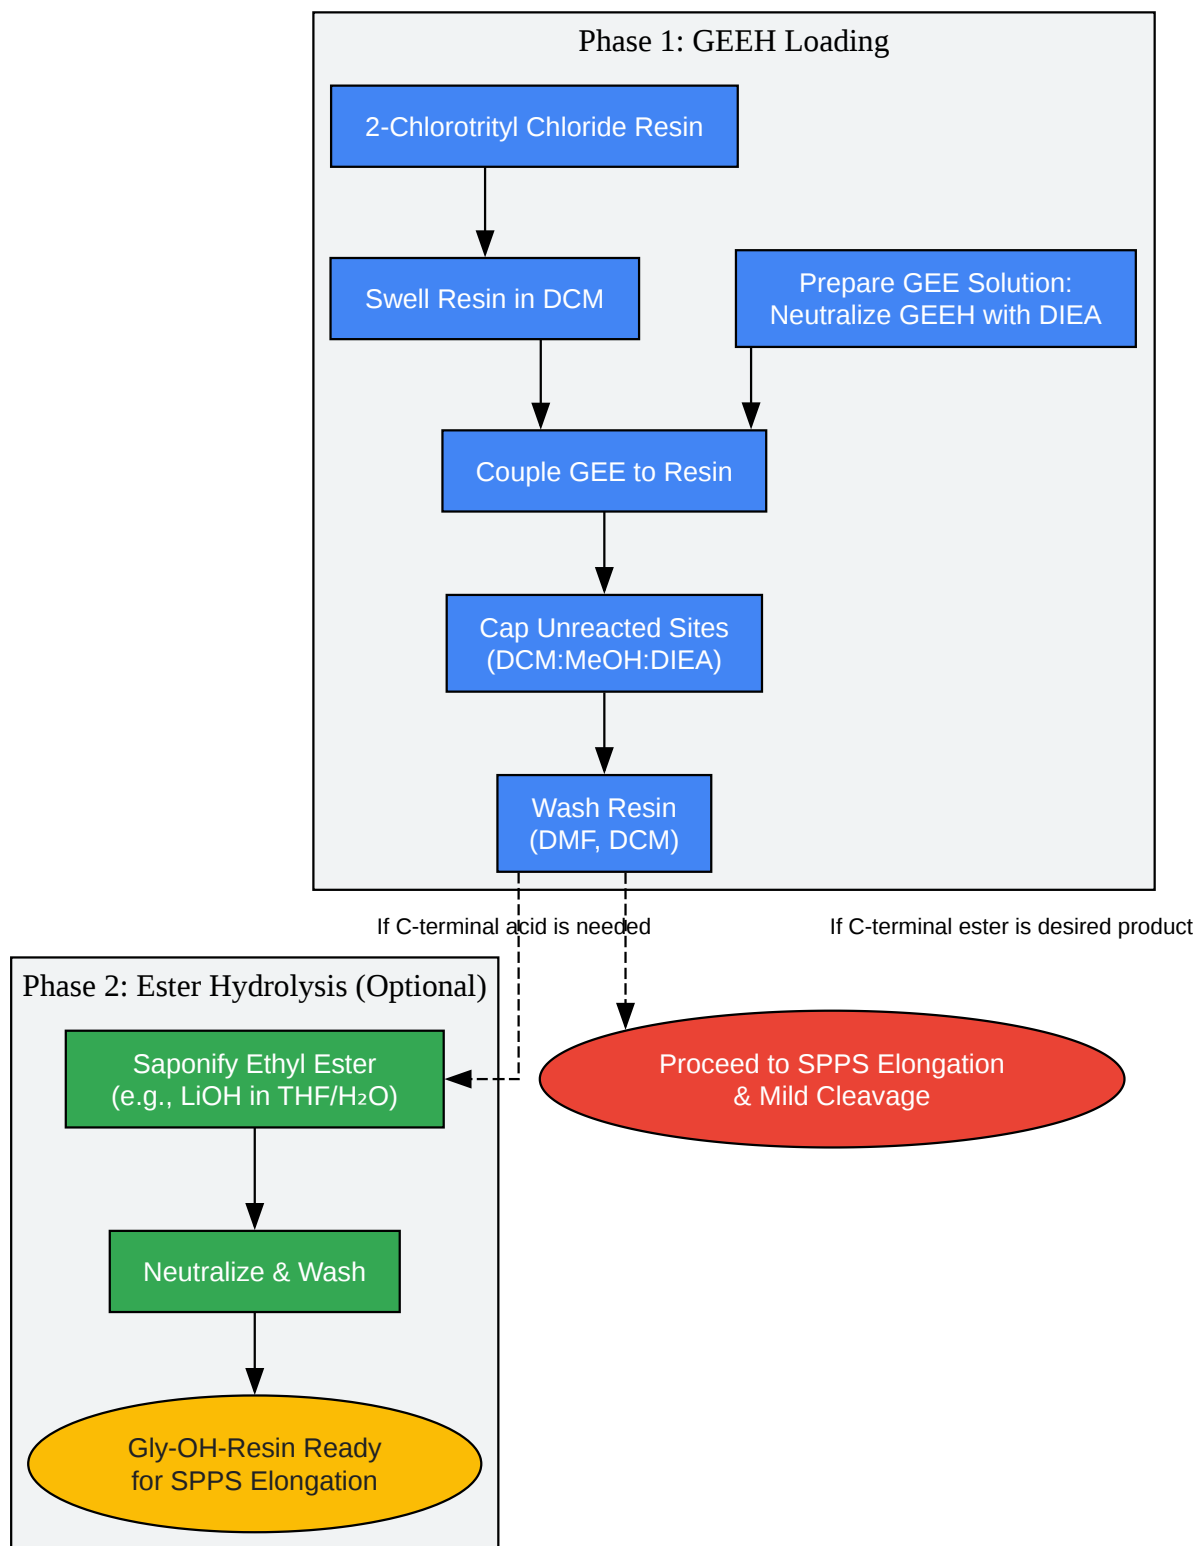 Phase 1: GEEH Loading
2-Chlorotrityl Chloride Resin
Swell Resin in DCM
Prepare GEE Solution:
Neutralize GEEH with DIEA
Couple GEE to Resin
Cap Unreacted Sites
(DCM:MeOH:DIEA)
Wash Resin
(DMF, DCM)
If C-terminal acid is needed
If C-terminal ester is desired product
Phase 2: Ester Hydrolysis (Optional)
Saponify Ethyl Ester
(e.g., LiOH in THF/H₂O)
Proceed to SPPS Elongation
& Mild Cleavage
Neutralize & Wash
Gly-OH-Resin Ready
for SPPS Elongation